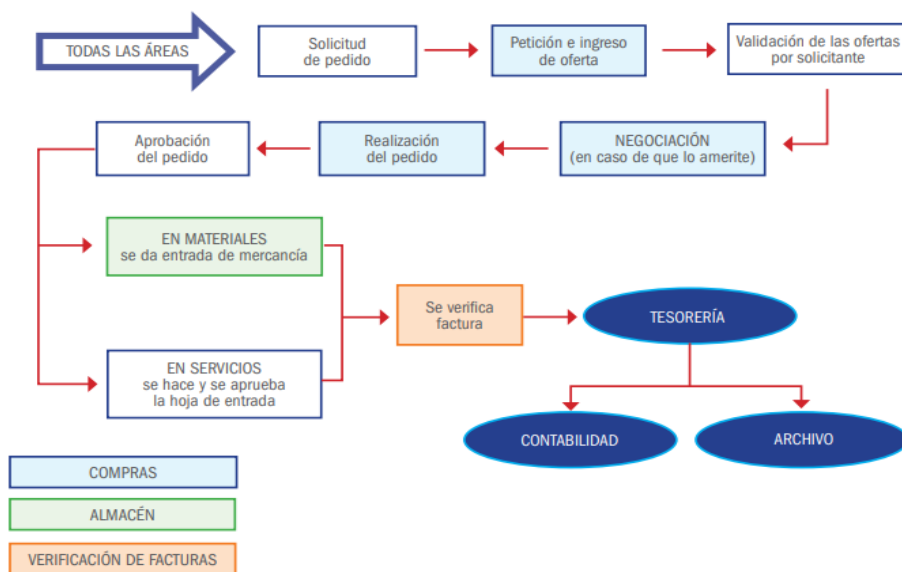 TODAS LAS ÁREAS
Solicitud
de pedido
Petición e ingreso
de oferta
Validación de las ofertas
por solicitante
Aprobación
del pedido
Realización
del pedido
NEGOCIACIÓN
(en caso de que lo amerite)
EN MATERIALES
se da entrada de mercancía
Se verifica
factura
TESORERÍA
EN SERVICIOS
se hace y se aprueba
la hoja de entrada
CONTABILIDAD
ARCHIVO
COMPRAS
ALMACÉN
VERIFICACIÓN DE FACTURAS